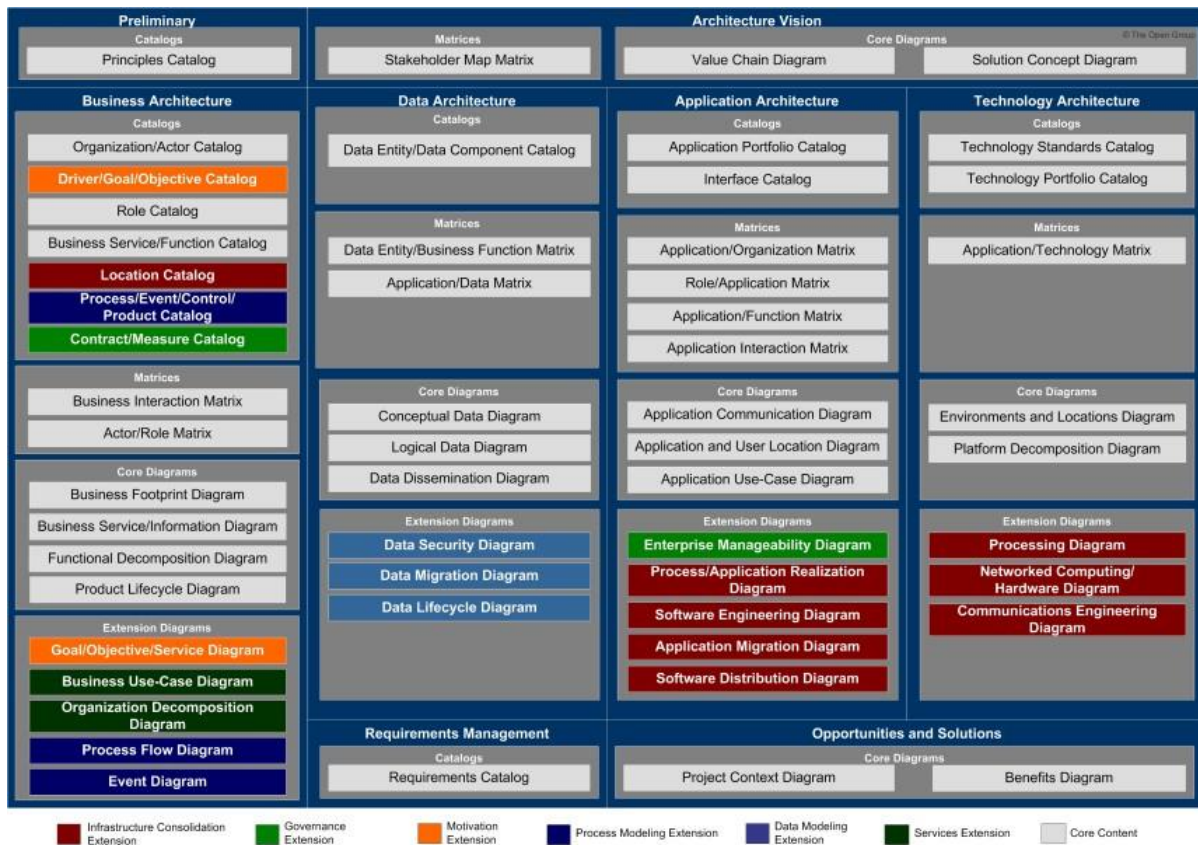 Preliminary
Catalogs
Principles Catalog
Architecture Vision
© The Open Group
Matrices
Stakeholder Map Matrix
Core Diagrams
Value Chain Diagram
Solution Concept Diagram
Business Architecture
Catalogs
Organization/Actor Catalog
Driver/Goal/Objective Catalog
Role Catalog
Business Service/Function Catalog
Location Catalog
Process/Event/Control/
Product Catalog
Contract/Measure Catalog
Matrices
Business Interaction Matrix
Actor/Role Matrix
Core Diagrams
Business Footprint Diagram
Business Service/Information Diagram
Functional Decomposition Diagram
Product Lifecycle Diagram
Extension Diagrams
Goal/Objective/Service Diagram
Business Use-Case Diagram
Organization Decomposition
Diagram
Process Flow Diagram
Event Diagram
Data Architecture
Catalogs
Data Entity/Data Component Catalog
Matrices
Data Entity/Business Function Matrix
Application/Data Matrix
Core Diagrams
Conceptual Data Diagram
Logical Data Diagram
Data Dissemination Diagram
Extension Diagrams
Data Security Diagram
Data Migration Diagram
Data Lifecycle Diagram
Application Architecture
Catalogs
Application Portfolio Catalog
Interface Catalog
Matrices
Application/Organization Matrix
Role/Application Matrix
Application/Function Matrix
Application Interaction Matrix
Core Diagrams
Application Communication Diagram
Application and User Location Diagram
Application Use-Case Diagram
Extension Diagrams
Enterprise Manageability Diagram
Process/Application Realization
Diagram
Software Engineering Diagram
Application Migration Diagram
Software Distribution Diagram
Technology Architecture
Catalogs
Technology Standards Catalog
Technology Portfolio Catalog
Matrices
Application/Technology Matrix
Core Diagrams
Environments and Locations Diagram
Platform Decomposition Diagram
Extension Diagrams
Processing Diagram
Networked Computing/
Hardware Diagram
Communications Engineering
Diagram
Requirements Management
Catalogs
Requirements Catalog
Opportunities and Solutions
Core Diagrams
Project Context Diagram
Benefits Diagram
Infrastructure Consolidation
Extension
Governance
Extension
Motivation
Extension
Process Modeling Extension
Data Modeling
Extension
Services Extension
Core Content